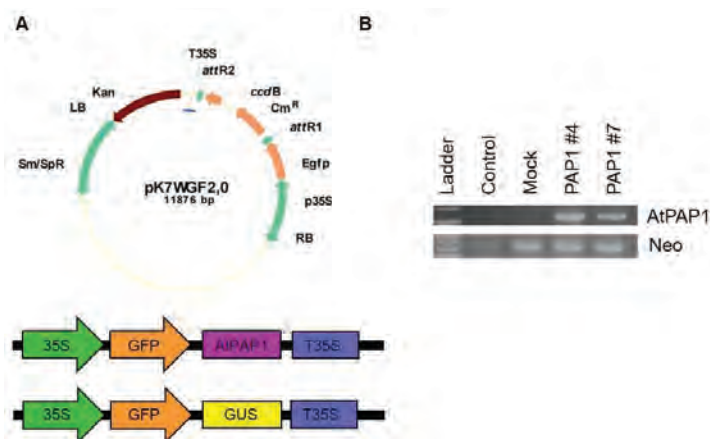 A
T35S
attR2
ccdB
Cm R
attR1
Egfp
p35S
RB
Kan
LB
Sm/SpR
pK7WGF2,0
11876 bp
35S GFP AtPAP1 T35S
35S GFP GUS T35S
B
Ladder
Control
Mock
PAP1 #4
PAP1 #7
AtPAP1
Neo